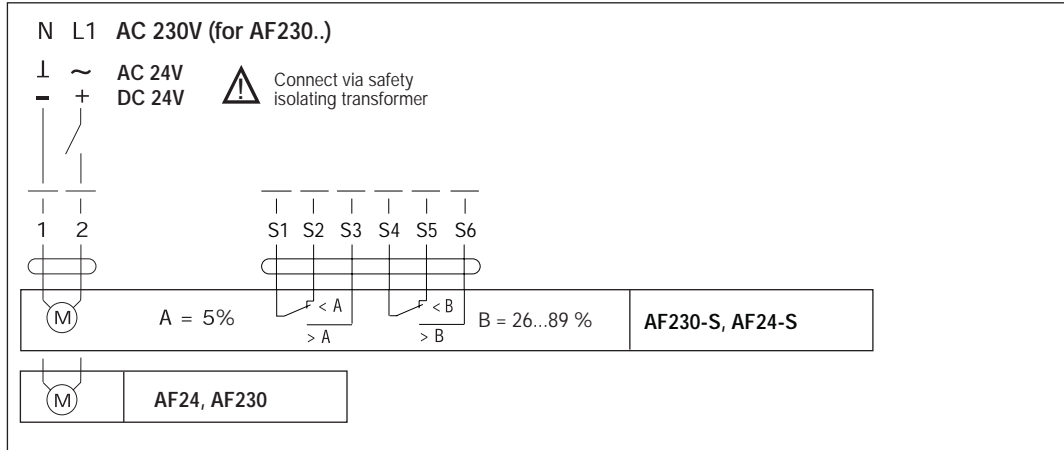 N L1 AC 230V (for AF230..)
⊥ ~ AC 24V
– + DC 24V
Connect via safety
isolating transformer
1 2 S1 S2 S3 S4 S5 S6
M A = 5% < A > A < B > B B = 26...89 % AF230-S, AF24-S
M AF24, AF230